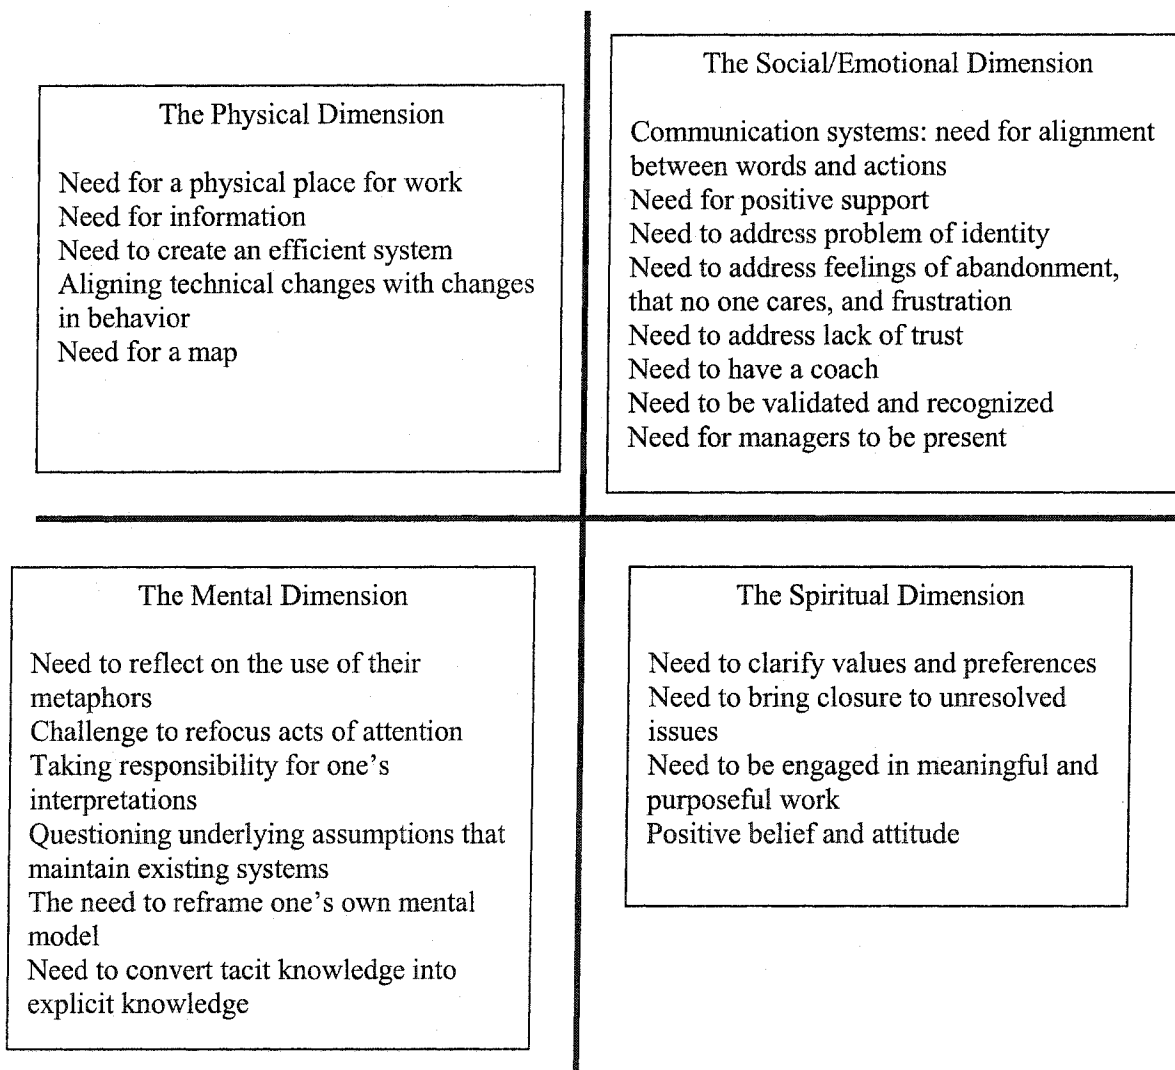 The Physical Dimension
Need for a physical place for work
Need for information
Need to create an efficient system
Aligning technical changes with changes
in behavior
Need for a map
The Social/Emotional Dimension
Communication systems: need for alignment
between words and actions
Need for positive support
Need to address problem of identity
Need to address feelings of abandonment,
that no one cares, and frustration
Need to address lack of trust
Need to have a coach
Need to be validated and recognized
Need for managers to be present
The Mental Dimension
Need to reflect on the use of their
metaphors
Challenge to refocus acts of attention
Taking responsibility for one's
interpretations
Questioning underlying assumptions that
maintain existing systems
The need to reframe one's own mental
model
Need to convert tacit knowledge into
explicit knowledge
The Spiritual Dimension
Need to clarify values and preferences
Need to bring closure to unresolved
issues
Need to be engaged in meaningful and
purposeful work
Positive belief and attitude